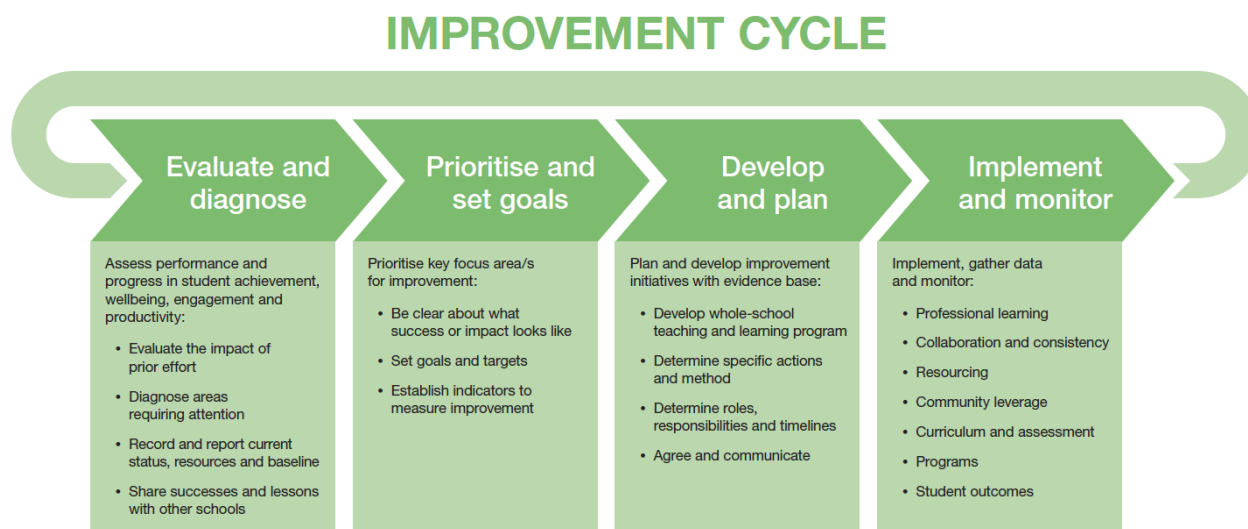 IMPROVEMENT CYCLE
Evaluate and
diagnose
Assess performance and
progress in student achievement,
wellbeing, engagement and
productivity:
• Evaluate the impact of
prior effort
• Diagnose areas
requiring attention
• Record and report current
status, resources and baseline
• Share successes and lessons
with other schools
Prioritise and
set goals
Prioritise key focus area/s
for improvement:
• Be clear about what
success or impact looks like
• Set goals and targets
• Establish indicators to
measure improvement
Develop
and plan
Plan and develop improvement
initiatives with evidence base:
• Develop whole-school
teaching and learning program
• Determine specific actions
and method
• Determine roles,
responsibilities and timelines
• Agree and communicate
Implement
and monitor
Implement, gather data
and monitor:
• Professional learning
• Collaboration and consistency
• Resourcing
• Community leverage
• Curriculum and assessment
• Programs
• Student outcomes